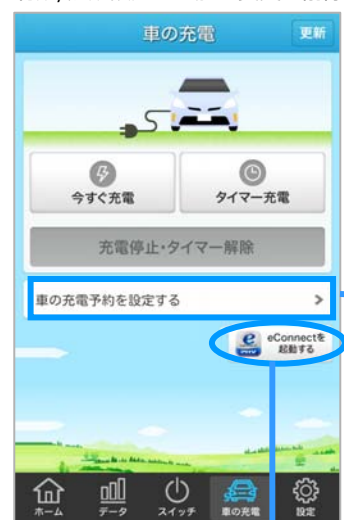 車の充電
更新
今すぐ充電
タイマー充電
充電停止・タイマー解除
車の充電予約を設定する
eConnectを
起動する
ホーム
データ
スイッチ
車の充電
設定